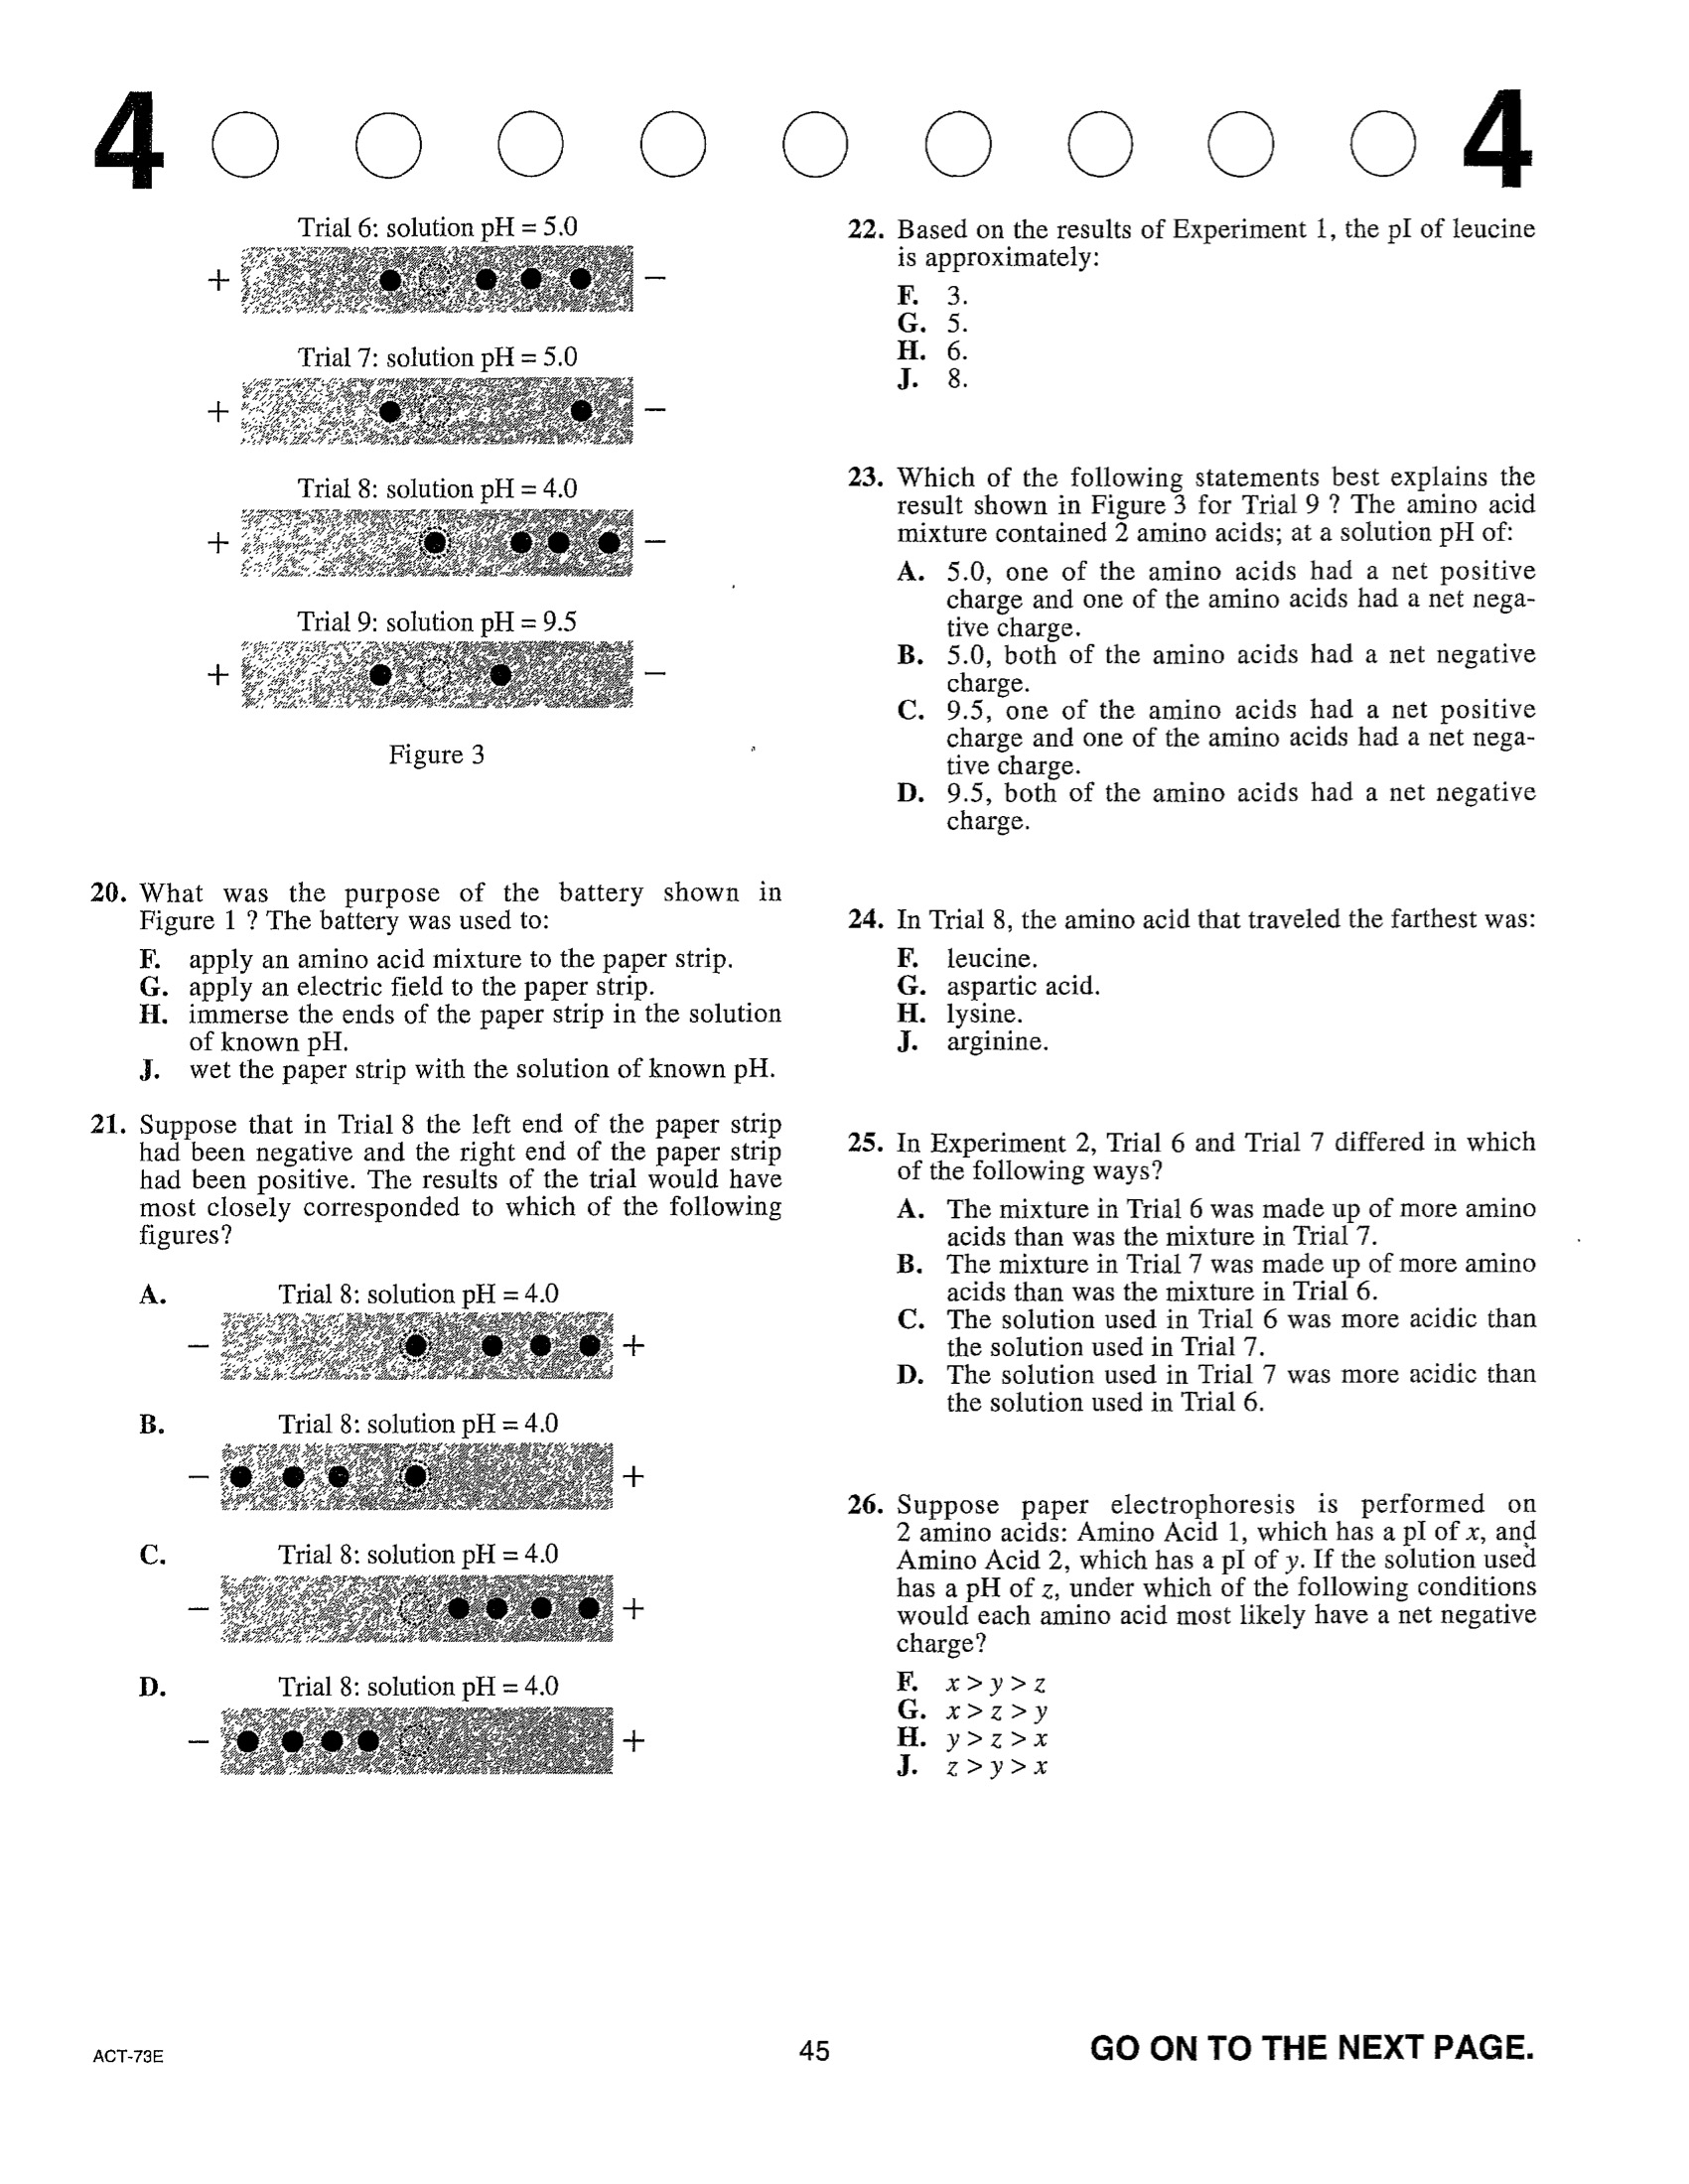 4 4
Trial 6: solution pH = 5.0
+ −
Trial 7: solution pH = 5.0
+ −
Trial 8: solution pH = 4.0
+ −
Trial 9: solution pH = 9.5
+ −
Figure 3
20. What was the purpose of the battery shown in
Figure 1 ? The battery was used to:
F. apply an amino acid mixture to the paper strip.
G. apply an electric field to the paper strip.
H. immerse the ends of the paper strip in the solution
of known pH.
J. wet the paper strip with the solution of known pH.
21. Suppose that in Trial 8 the left end of the paper strip
had been negative and the right end of the paper strip
had been positive. The results of the trial would have
most closely corresponded to which of the following
figures?
A. Trial 8: solution pH = 4.0
− +
B. Trial 8: solution pH = 4.0
− +
C. Trial 8: solution pH = 4.0
− +
D. Trial 8: solution pH = 4.0
− +
22. Based on the results of Experiment 1, the pI of leucine
is approximately:
F. 3.
G. 5.
H. 6.
J. 8.
23. Which of the following statements best explains the
result shown in Figure 3 for Trial 9 ? The amino acid
mixture contained 2 amino acids; at a solution pH of:
A. 5.0, one of the amino acids had a net positive
charge and one of the amino acids had a net nega-
tive charge.
B. 5.0, both of the amino acids had a net negative
charge.
C. 9.5, one of the amino acids had a net positive
charge and one of the amino acids had a net nega-
tive charge.
D. 9.5, both of the amino acids had a net negative
charge.
24. In Trial 8, the amino acid that traveled the farthest was:
F. leucine.
G. aspartic acid.
H. lysine.
J. arginine.
25. In Experiment 2, Trial 6 and Trial 7 differed in which
of the following ways?
A. The mixture in Trial 6 was made up of more amino
acids than was the mixture in Trial 7.
B. The mixture in Trial 7 was made up of more amino
acids than was the mixture in Trial 6.
C. The solution used in Trial 6 was more acidic than
the solution used in Trial 7.
D. The solution used in Trial 7 was more acidic than
the solution used in Trial 6.
26. Suppose paper electrophoresis is performed on
2 amino acids: Amino Acid 1, which has a pI of x, and
Amino Acid 2, which has a pI of y. If the solution used
has a pH of z, under which of the following conditions
would each amino acid most likely have a net negative
charge?
F. x > y > z
G. x > z > y
H. y > z > x
J. z > y > x
ACT-73E 45 GO ON TO THE NEXT PAGE.